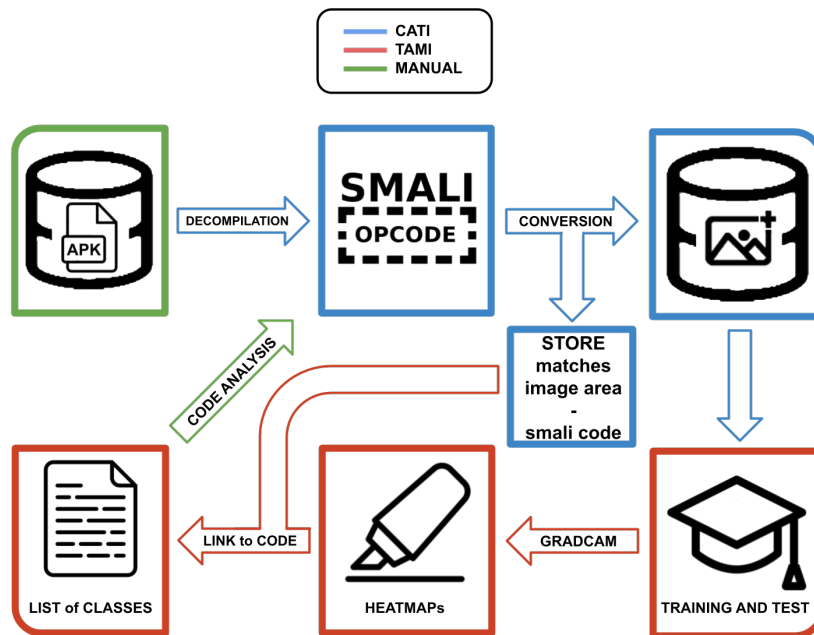 CATI
TAMI
MANUAL
APK
DECOMPILATION
SMALI
OPCODE
CONVERSION
STORE
matches
image area
-
smali code
CODE ANALYSIS
LIST of CLASSES
LINK to CODE
HEATMAPs
GRADCAM
TRAINING AND TEST